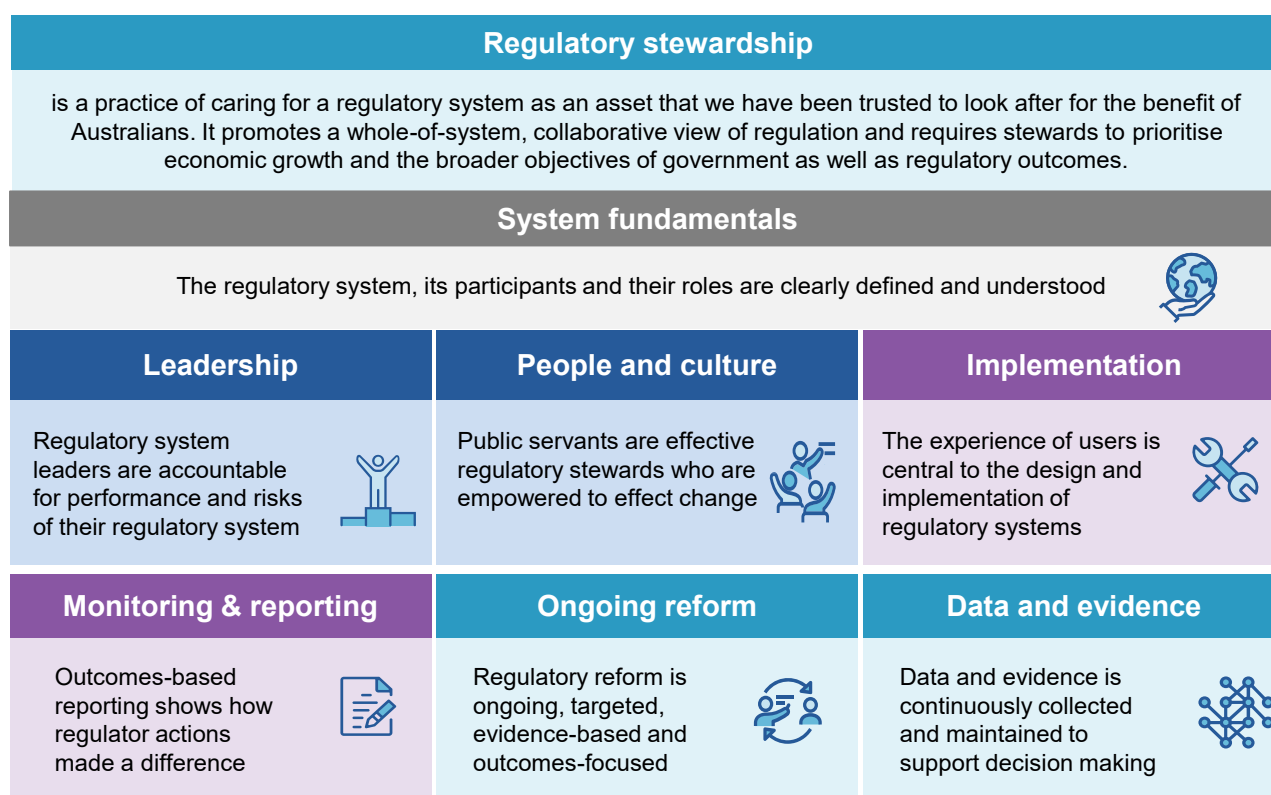 Regulatory stewardship
is a practice of caring for a regulatory system as an asset that we have been trusted to look after for the benefit of
Australians. It promotes a whole-of-system, collaborative view of regulation and requires stewards to prioritise
economic growth and the broader objectives of government as well as regulatory outcomes.
System fundamentals
The regulatory system, its participants and their roles are clearly defined and understood
Leadership
Regulatory system
leaders are accountable
for performance and risks
of their regulatory system
People and culture
Public servants are effective
regulatory stewards who are
empowered to effect change
Implementation
The experience of users is
central to the design and
implementation of
regulatory systems
Monitoring & reporting
Outcomes-based
reporting shows how
regulator actions
made a difference
Ongoing reform
Regulatory reform is
ongoing, targeted,
evidence-based and
outcomes-focused
Data and evidence
Data and evidence is
continuously collected
and maintained to
support decision making